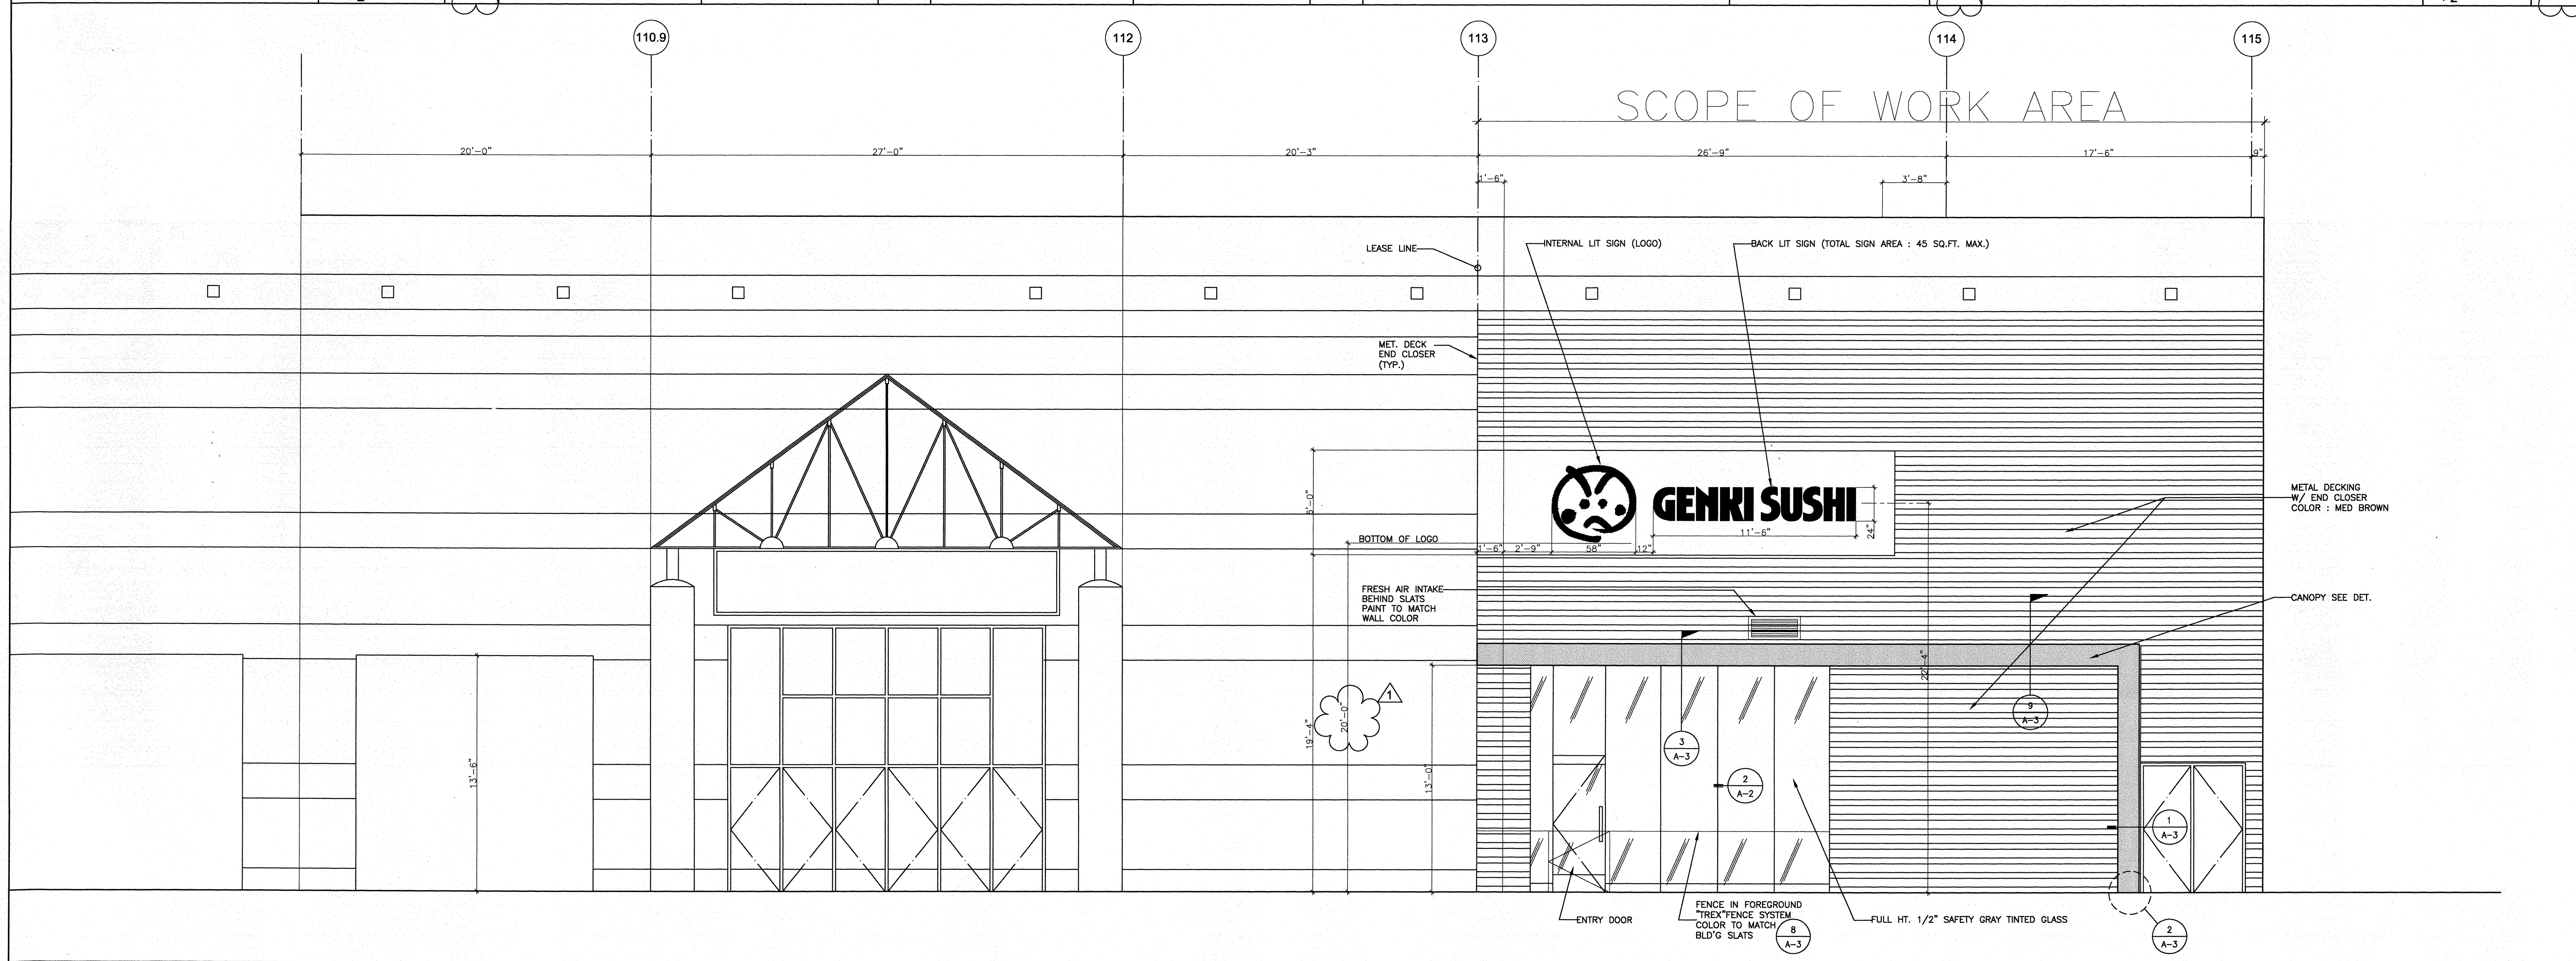 110.9
112
113
114
115
SCOPE OF WORK AREA
20'-0"
27'-0"
20'-3"
26'-9"
17'-6"
9"
1'-6"
3'-8"
LEASE LINE
INTERNAL LIT SIGN (LOGO)
BACK LIT SIGN (TOTAL SIGN AREA : 45 SQ.FT. MAX.)
MET. DECK
END CLOSER
(TYP.)
GENKI SUSHI
METAL DECKING
W/ END CLOSER
COLOR : MED BROWN
24"
11'-6"
BOTTOM OF LOGO
1'-6"
2'-9"
58"
12"
FRESH AIR INTAKE
BEHIND SLATS
PAINT TO MATCH
WALL COLOR
CANOPY SEE DET.
22'-4"
1
20'-0"
19'-4"
13'-6"
13'-0"
9
A-3
3
A-3
2
A-2
1
A-3
ENTRY DOOR
FENCE IN FOREGROUND
"TREX"FENCE SYSTEM
COLOR TO MATCH
BLD'G SLATS
8
A-3
FULL HT. 1/2" SAFETY GRAY TINTED GLASS
2
A-3